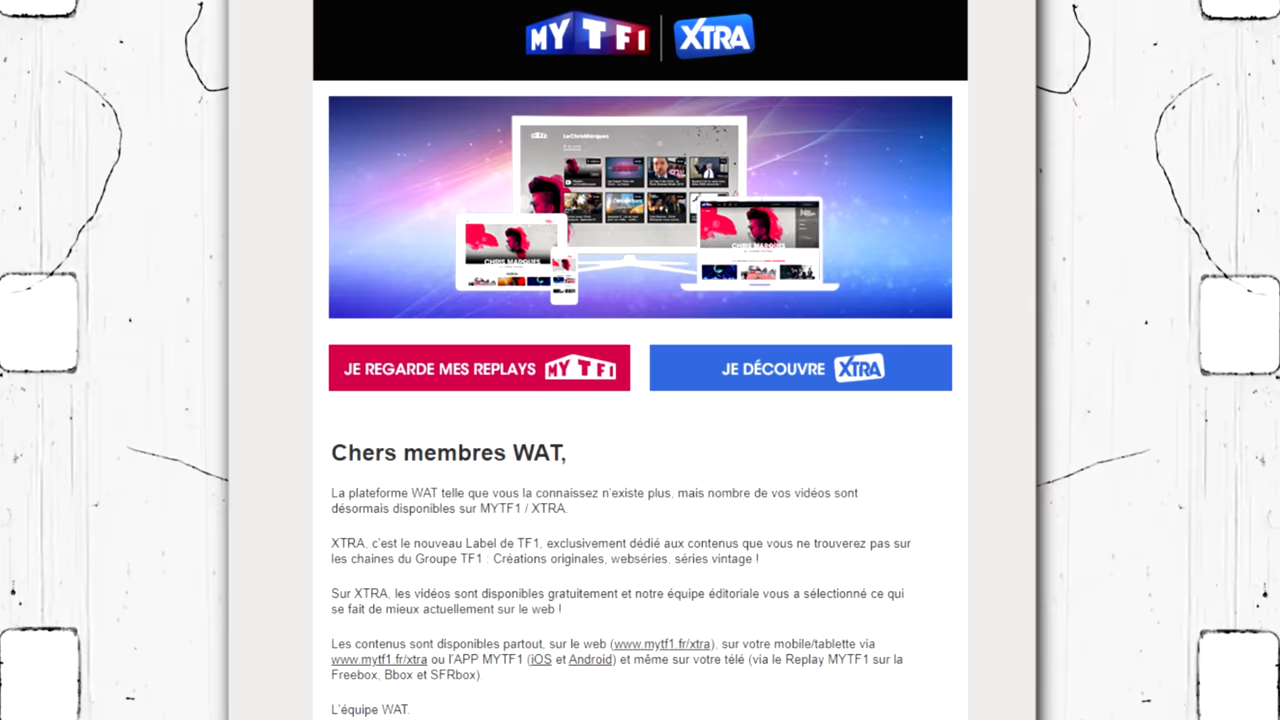 MYTF1 XTRA
LeChrisMarques
CHRIS MARQUES
CHRIS MARQUES
JE REGARDE MES REPLAYS MYTF1
JE DÉCOUVRE XTRA
Chers membres WAT,
La plateforme WAT telle que vous la connaissez n'existe plus, mais nombre de vos vidéos sont
désormais disponibles sur MYTF1 / XTRA.
XTRA, c'est le nouveau Label de TF1, exclusivement dédié aux contenus que vous ne trouverez pas sur
les chaines du Groupe TF1 : Créations originales, webséries, séries vintage !
Sur XTRA, les vidéos sont disponibles gratuitement et notre équipe éditoriale vous a sélectionné ce qui
se fait de mieux actuellement sur le web !
Les contenus sont disponibles partout, sur le web (www.mytf1.fr/xtra), sur votre mobile/tablette via
www.mytf1.fr/xtra ou l'APP MYTF1 (iOS et Android) et même sur votre télé (via le Replay MYTF1 sur la
Freebox, Bbox et SFRbox).
L'équipe WAT.